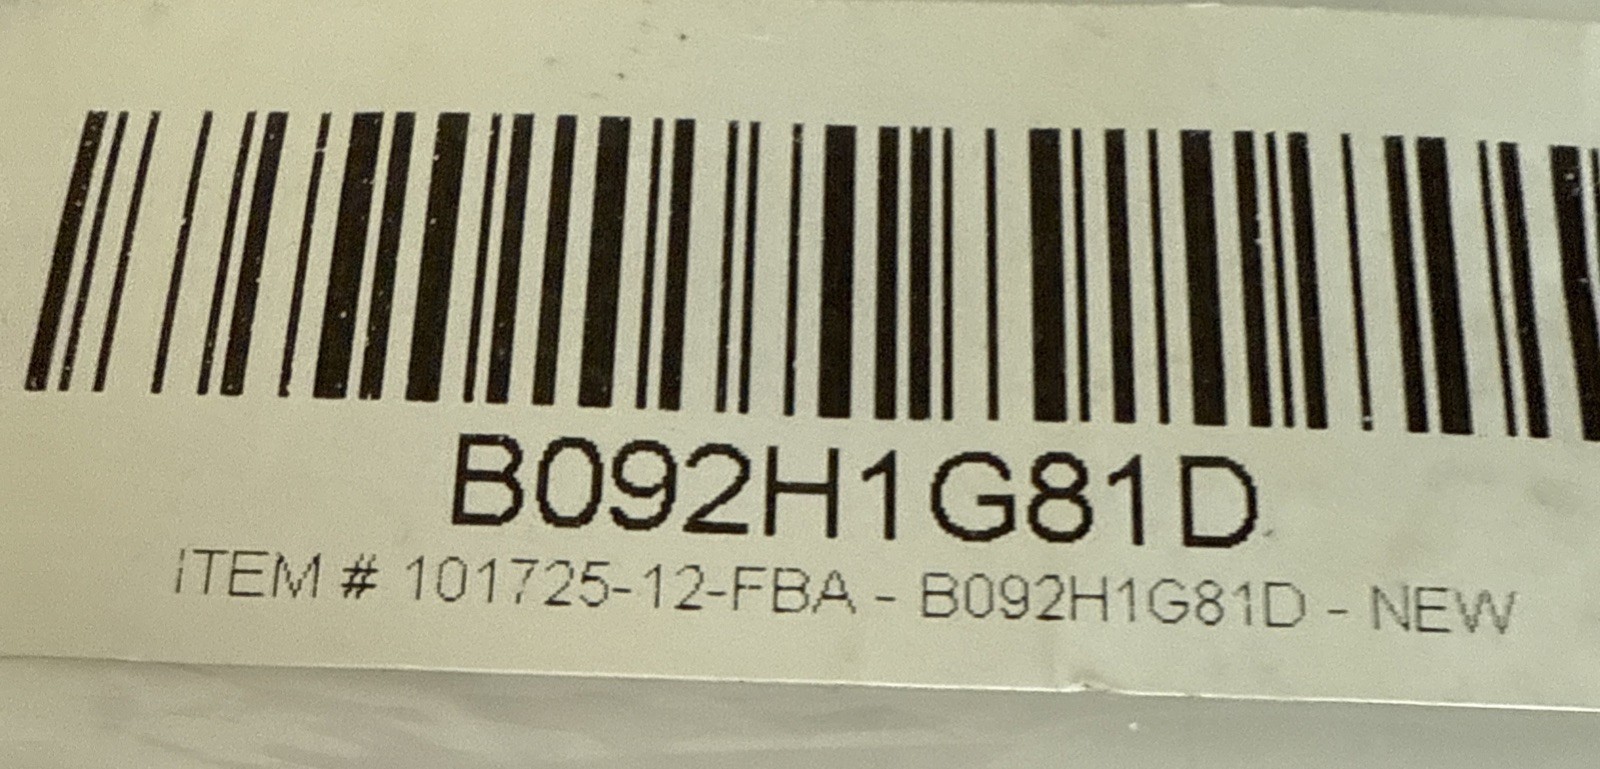 B092H1G81D
ITEM # 101725-12-FBA - B092H1G81D - NEW